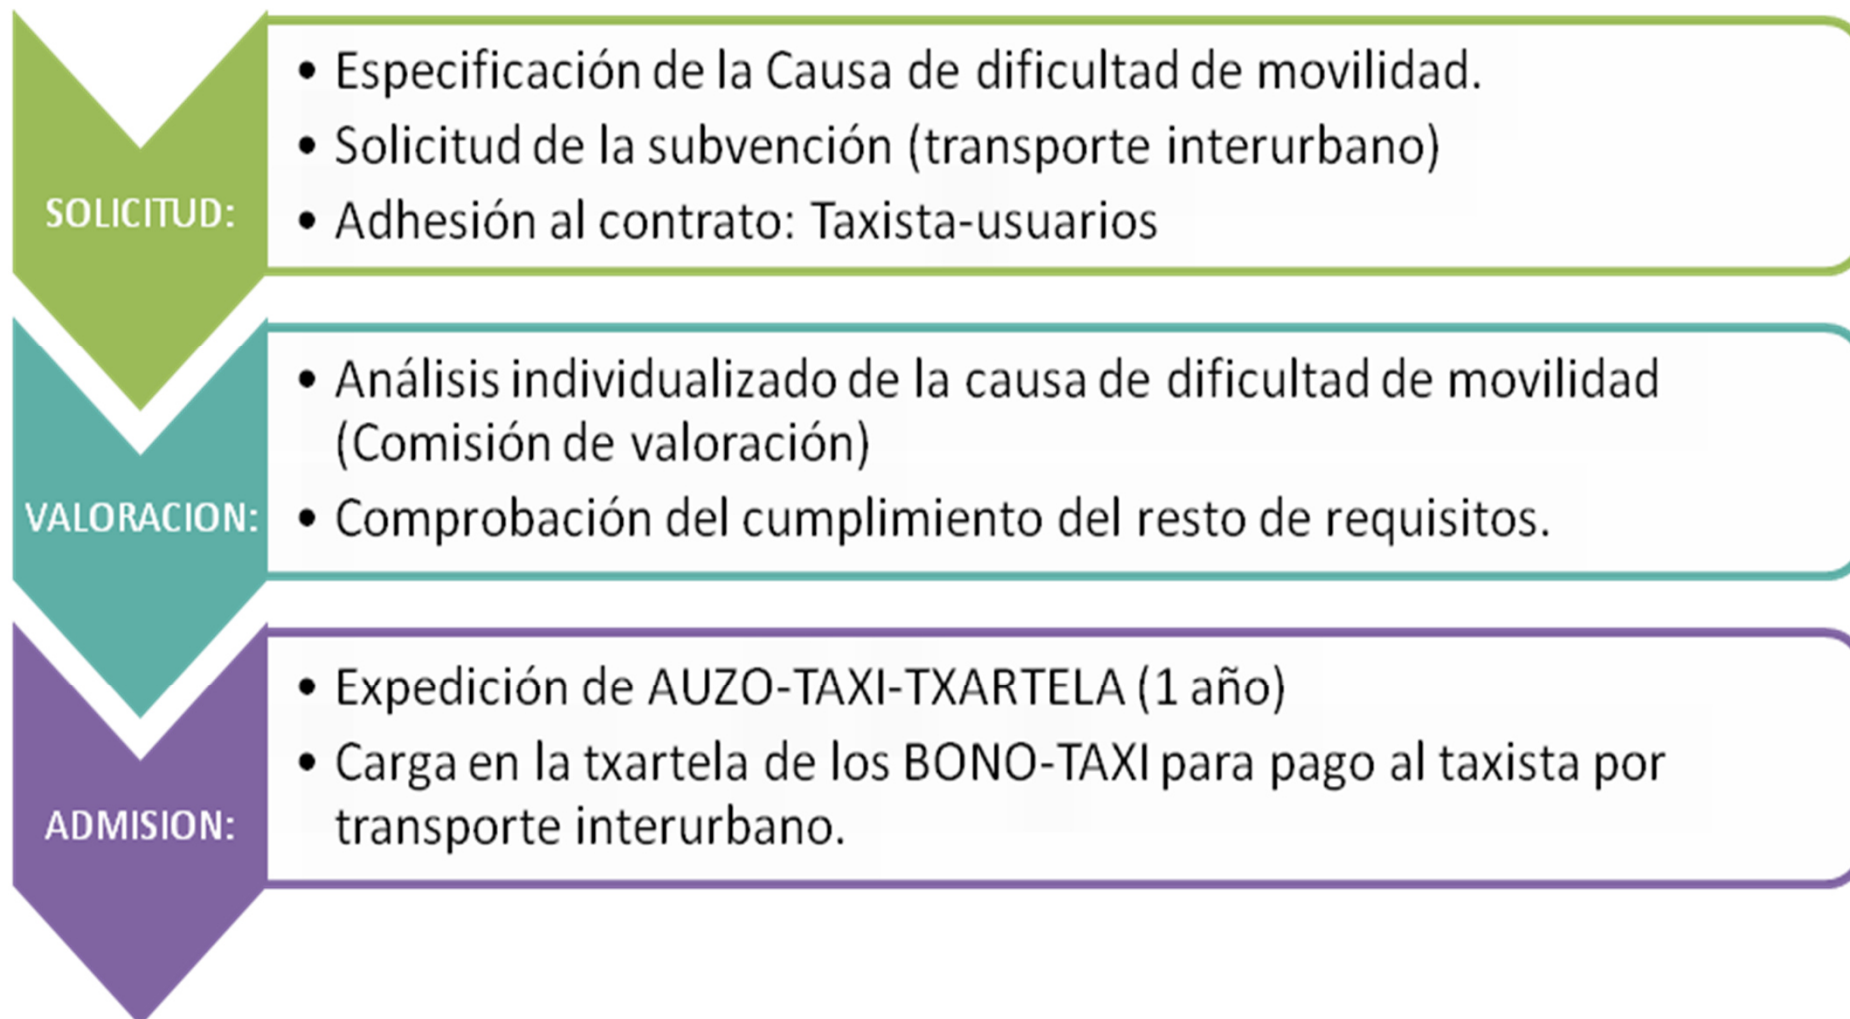 SOLICITUD:
• Especificación de la Causa de dificultad de movilidad.
• Solicitud de la subvención (transporte interurbano)
• Adhesión al contrato: Taxista-usuarios
VALORACION:
• Análisis individualizado de la causa de dificultad de movilidad
(Comisión de valoración)
• Comprobación del cumplimiento del resto de requisitos.
ADMISION:
• Expedición de AUZO-TAXI-TXARTELA (1 año)
• Carga en la txartela de los BONO-TAXI para pago al taxista por
transporte interurbano.